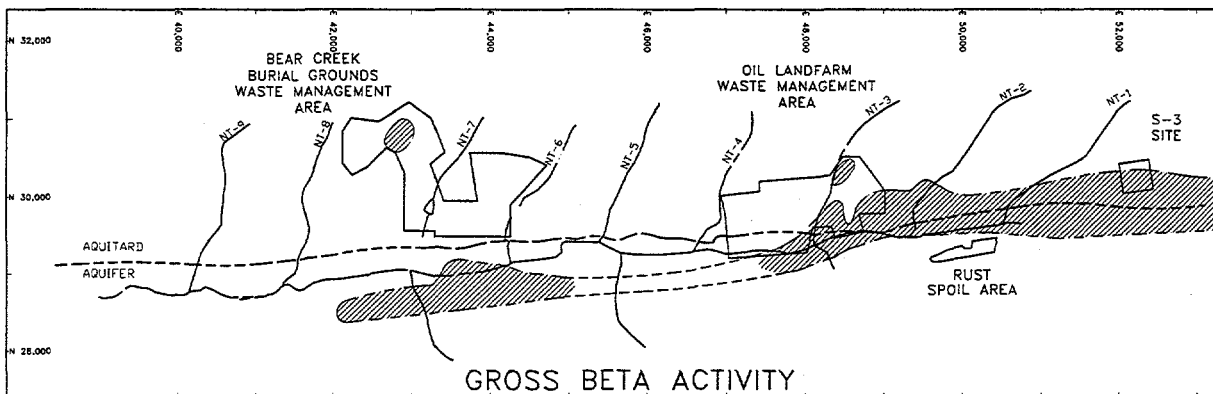 E 40,000
E 42,000
E 44,000
E 46,000
E 48,000
E 50,000
E 52,000
N 32,000
BEAR CREEK
BURIAL GROUNDS
WASTE MANAGEMENT
AREA
OIL LANDFARM
WASTE MANAGEMENT
AREA
NT-9
NT-8
NT-7
NT-6
NT-5
NT-4
NT-3
NT-2
NT-1
S-3
SITE
N 30,000
AQUITARD
AQUIFER
RUST
SPOIL AREA
N 28,000
GROSS BETA ACTIVITY